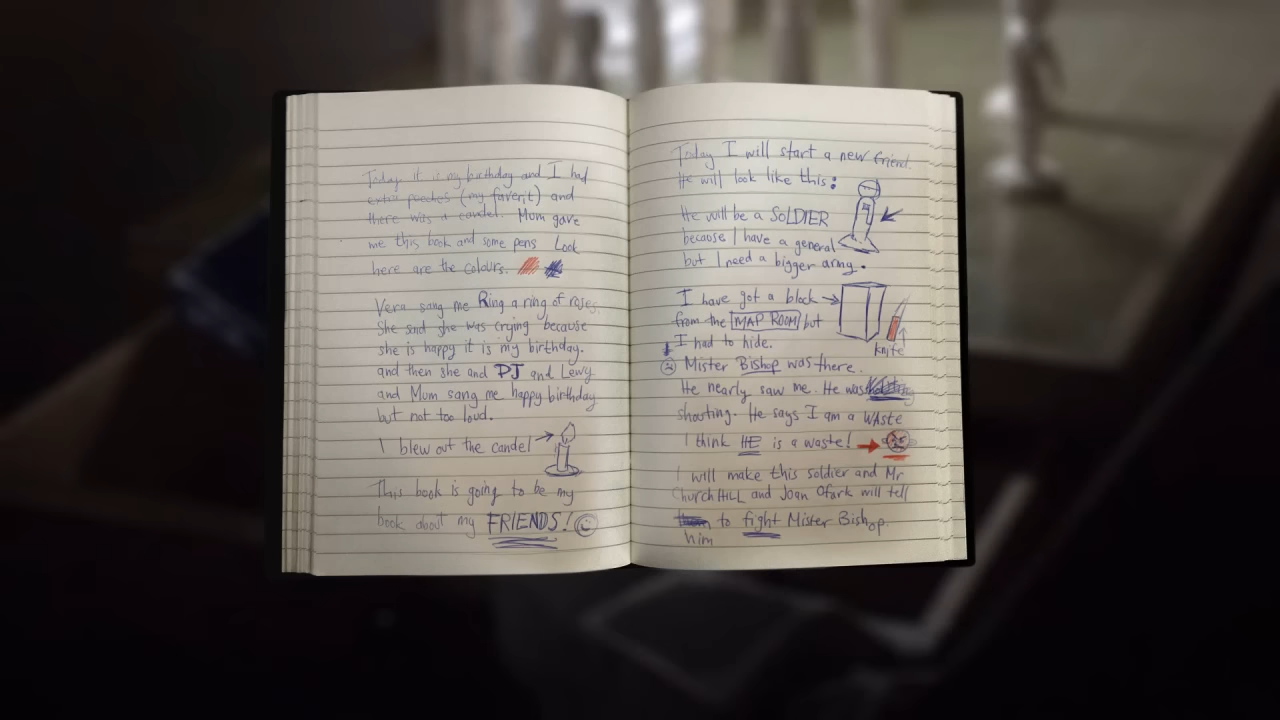 Today it is my birthday and I had
extra peeches (my faverit) and
there was a candel. Mum gave
me this book and some pens Look
here are the colours.
Vera sang me Ring a ring of roses.
She said she was crying because
she is happy it is my birthday.
and then she and PJ and Lewy
and Mum sang me happy birthday
but not too loud.
I blew out the candel
This book is going to be my
book about my FRIENDS!
Today I will start a new friend.
He will look like this:
He will be a SOLDIER
because I have a general
but I need a bigger army.
I have got a block
from the MAP ROOM but
I had to hide.
knife
Mister Bishop was there.
He nearly saw me. He was
shouting. He says I am a WASTE
I think HE is a waste!
I will make this soldier and Mr
ChurchHILL and Joan Ofark will tell
to fight Mister Bishop.
him